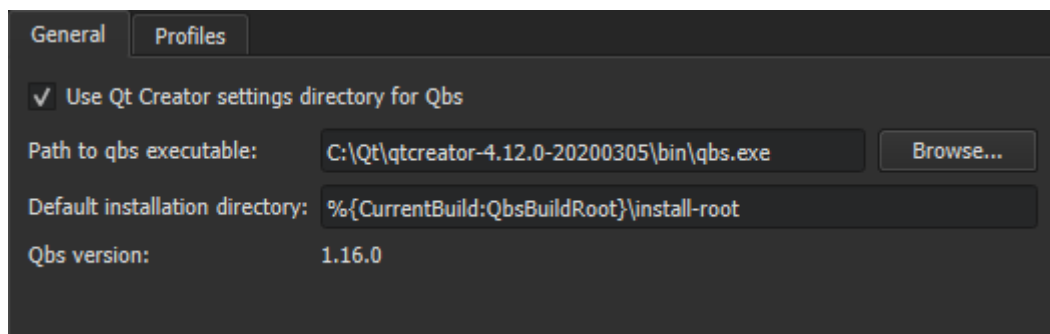 General Profiles
Use Qt Creator settings directory for Qbs
Path to qbs executable: C:\Qt\qtcreator-4.12.0-20200305\bin\qbs.exe Browse...
Default installation directory: %{CurrentBuild:QbsBuildRoot}\install-root
Qbs version: 1.16.0